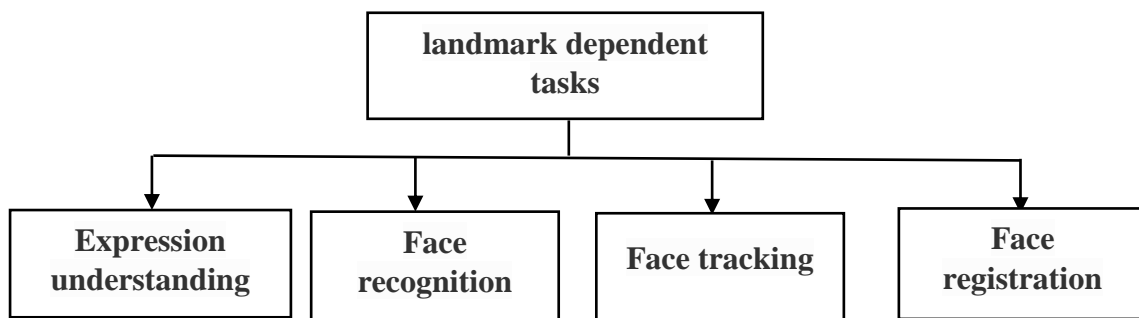 landmark dependent
tasks
Expression
understanding
Face
recognition
Face tracking
Face
registration